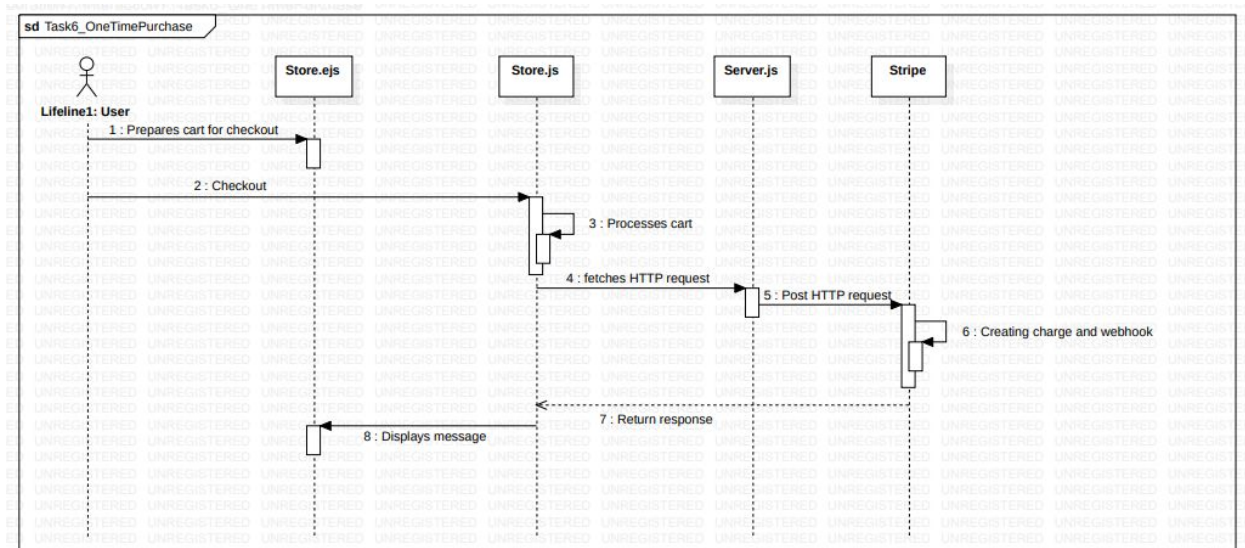 sd Task6_OneTimePurchase
Store.ejs
Store.js
Server.js
Stripe
Lifeline1: User
1 : Prepares cart for checkout
2 : Checkout
3 : Processes cart
4 : fetches HTTP request
5 : Post HTTP request
6 : Creating charge and webhook
7 : Return response
8 : Displays message
UNREGISTERED